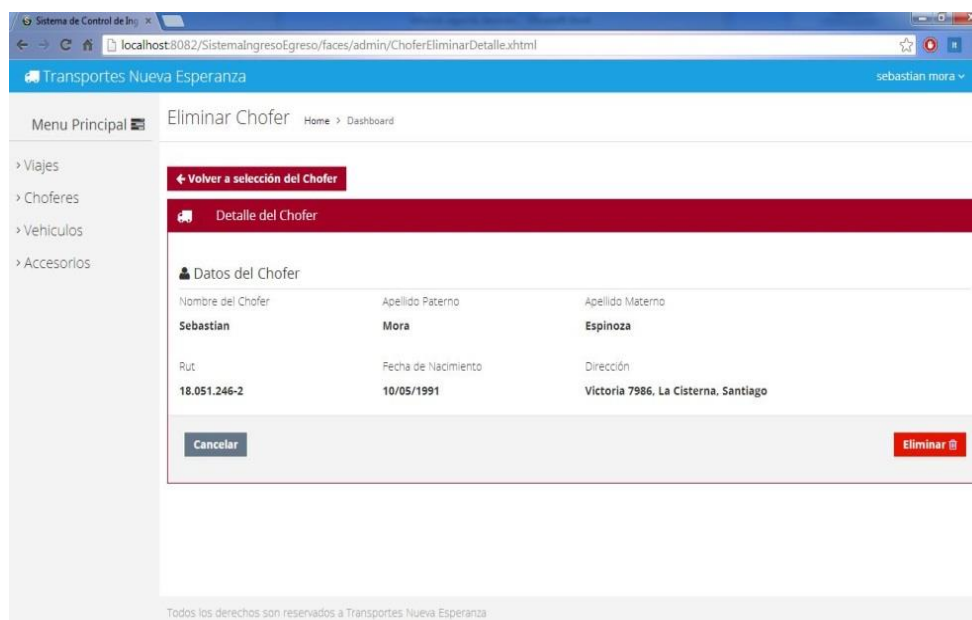 Sistema de Control de Ing
localhost:8082/SistemaIngresoEgreso/faces/admin/ChoferEliminarDetalle.xhtml
Transportes Nueva Esperanza
sebastian mora
Menu Principal
Eliminar Chofer Home > Dashboard
> Viajes
> Choferes
> Vehiculos
> Accesorios
Volver a selección del Chofer
Detalle del Chofer
Datos del Chofer
Nombre del Chofer Apellido Paterno Apellido Materno
Sebastian Mora Espinoza
Rut Fecha de Nacimiento Dirección
18.051.246-2 10/05/1991 Victoria 7986, La Cisterna, Santiago
Cancelar Eliminar
Todos los derechos son reservados a Transportes Nueva Esperanza